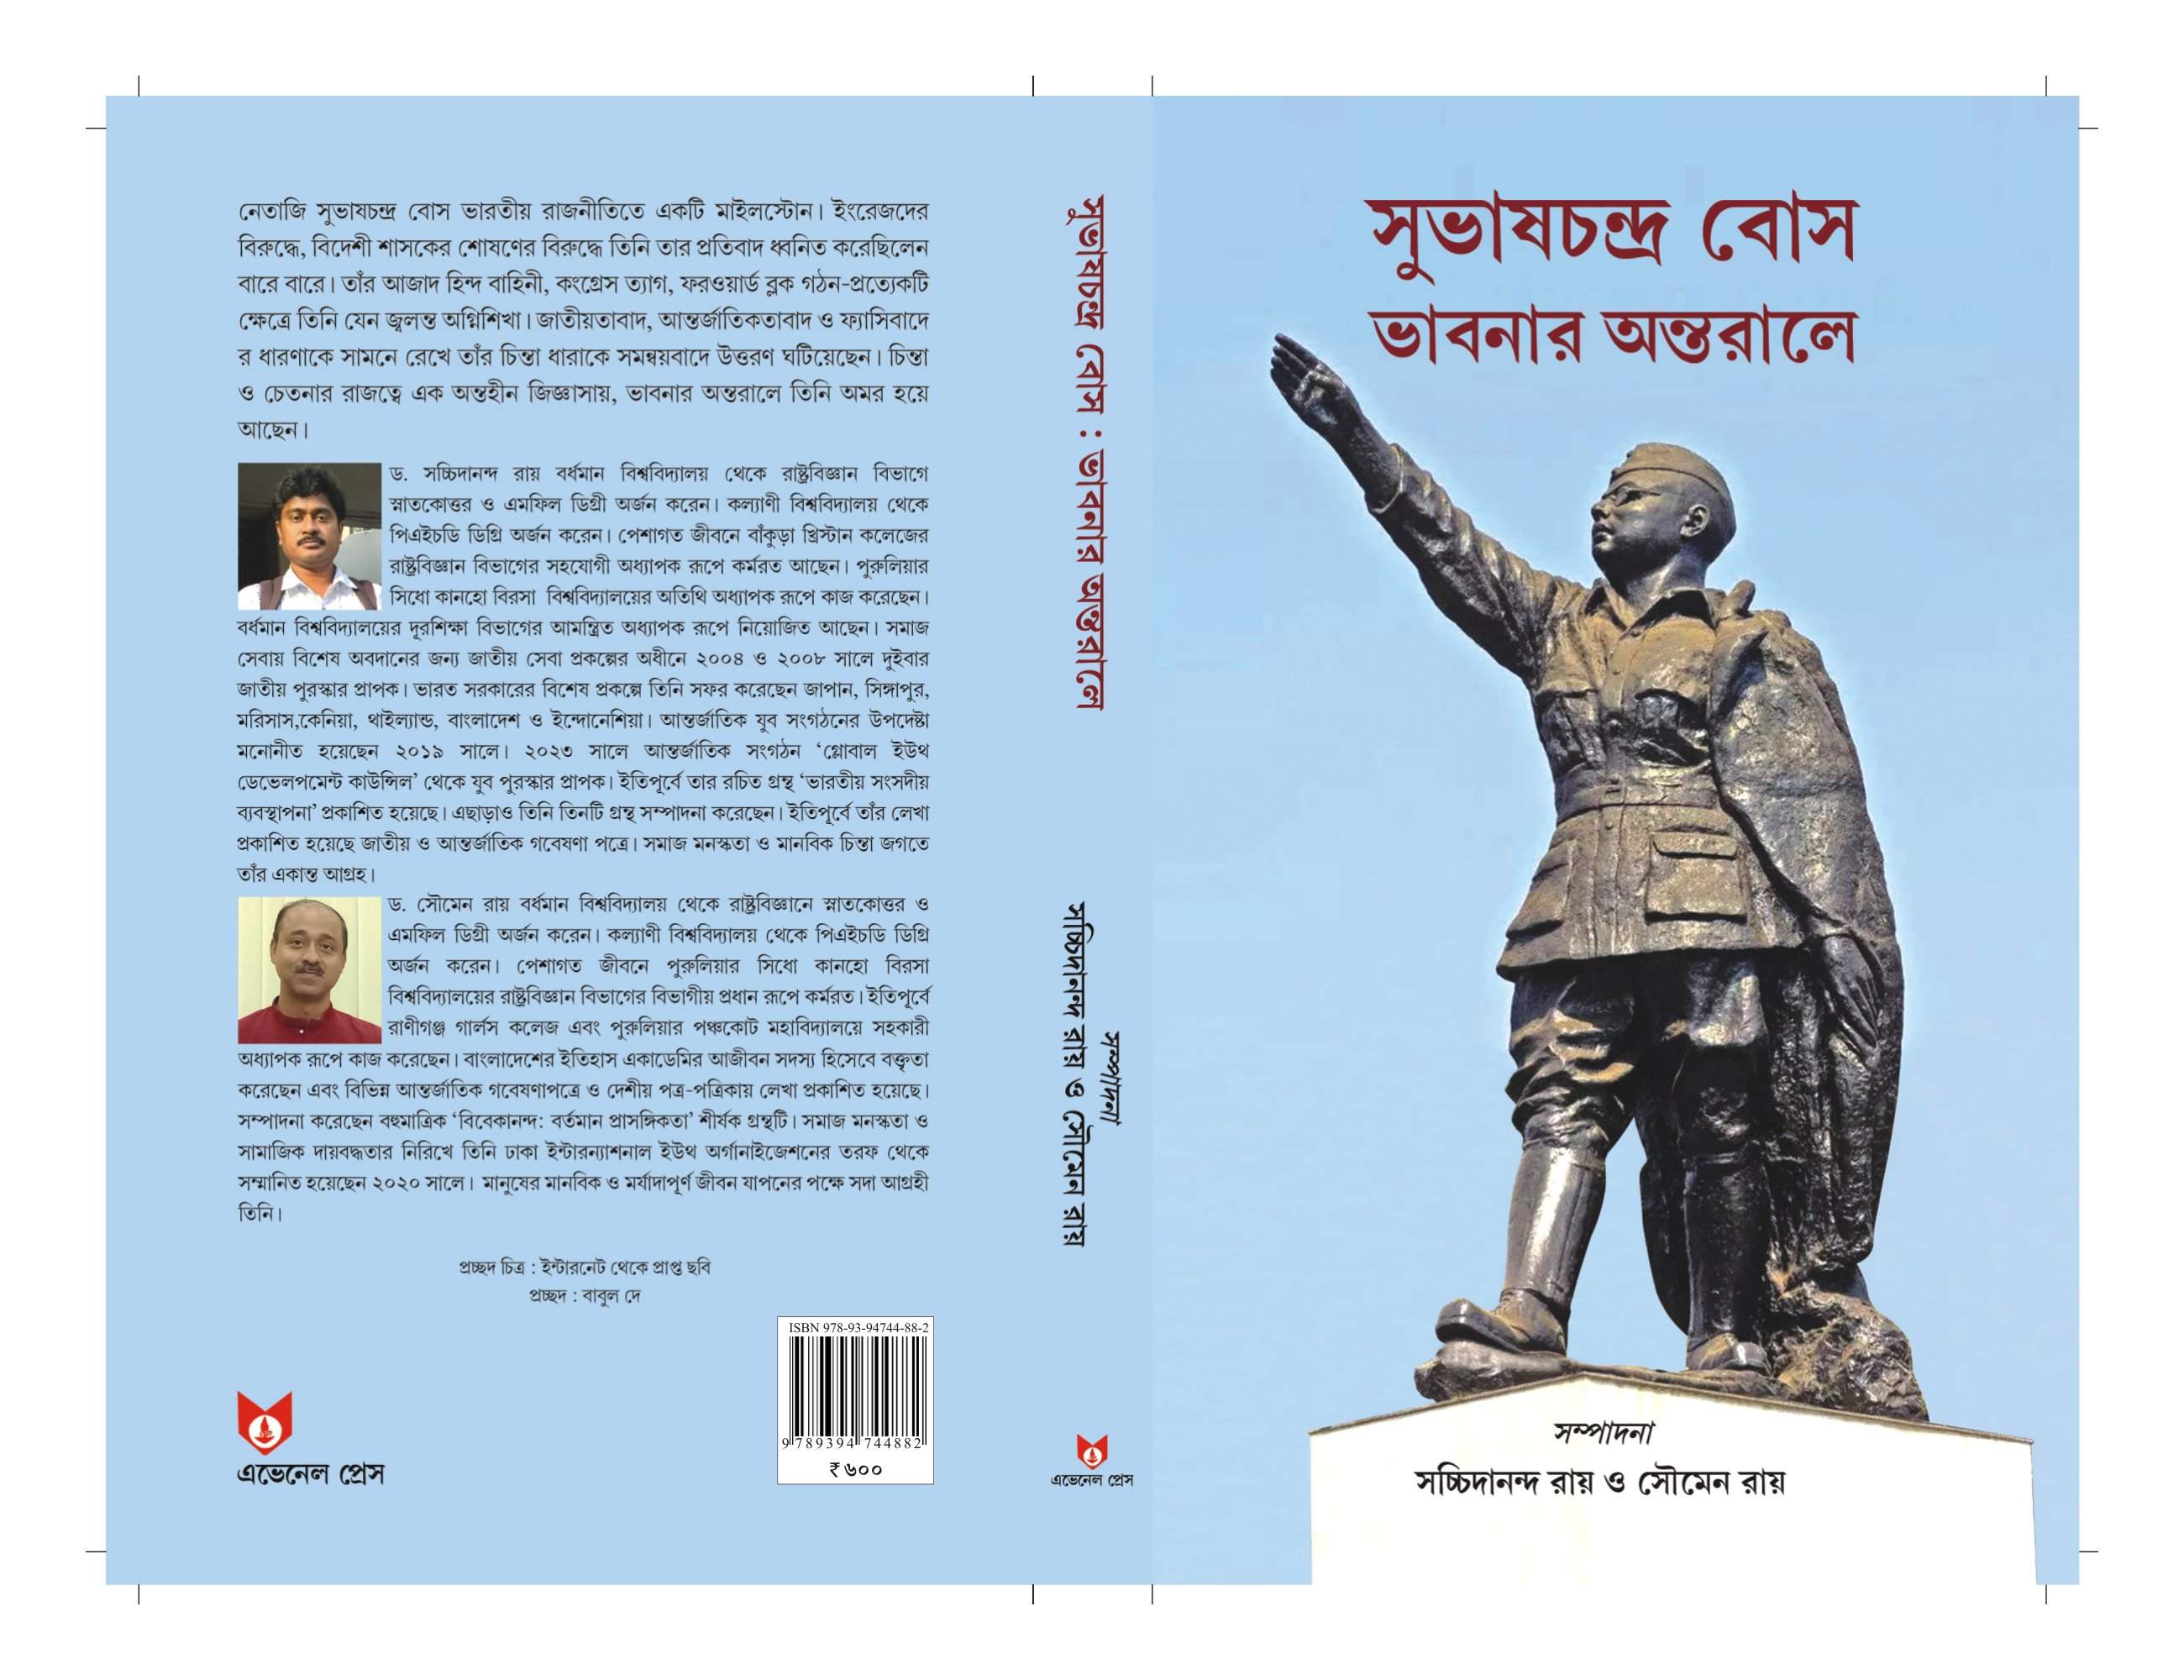 নেতাজি সুভাষচন্দ্র বোস ভারতীয় রাজনীতিতে একটি মাইলস্টোন। ইংরেজদের
বিরুদ্ধে, বিদেশী শাসকের শোষণের বিরুদ্ধে তিনি তার প্রতিবাদ ধ্বনিত করেছিলেন
বারে বারে। তাঁর আজাদ হিন্দ বাহিনী, কংগ্রেস ত্যাগ, ফরওয়ার্ড ব্লক গঠন-প্রত্যেকটি
ক্ষেত্রে তিনি যেন জ্বলন্ত অগ্নিশিখা। জাতীয়তাবাদ, আন্তর্জাতিকতাবাদ ও ফ্যাসিবাদে
র ধারণাকে সামনে রেখে তাঁর চিন্তা ধারাকে সমন্বয়বাদে উত্তরণ ঘটিয়েছেন। চিন্তা
ও চেতনার রাজত্বে এক অন্তহীন জিজ্ঞাসায়, ভাবনার অন্তরালে তিনি অমর হয়ে
আছেন।
ড. সচ্চিদানন্দ রায় বর্ধমান বিশ্ববিদ্যালয় থেকে রাষ্ট্রবিজ্ঞান বিভাগে
স্নাতকোত্তর ও এমফিল ডিগ্রী অর্জন করেন। কল্যাণী বিশ্ববিদ্যালয় থেকে
পিএইচডি ডিগ্রি অর্জন করেন। পেশাগত জীবনে বাঁকুড়া খ্রিস্টান কলেজের
রাষ্ট্রবিজ্ঞান বিভাগের সহযোগী অধ্যাপক রূপে কর্মরত আছেন। পুরুলিয়ার
সিধো কানহো বিরসা বিশ্ববিদ্যালয়ের অতিথি অধ্যাপক রূপে কাজ করেছেন।
বর্ধমান বিশ্ববিদ্যালয়ের দূরশিক্ষা বিভাগের আমন্ত্রিত অধ্যাপক রূপে নিয়োজিত আছেন। সমাজ
সেবায় বিশেষ অবদানের জন্য জাতীয় সেবা প্রকল্পের অধীনে ২০০৪ ও ২০০৮ সালে দুইবার
জাতীয় পুরস্কার প্রাপক। ভারত সরকারের বিশেষ প্রকল্পে তিনি সফর করেছেন জাপান, সিঙ্গাপুর,
মরিসাস,কেনিয়া, থাইল্যান্ড, বাংলাদেশ ও ইন্দোনেশিয়া। আন্তর্জাতিক যুব সংগঠনের উপদেষ্টা
মনোনীত হয়েছেন ২০১৯ সালে। ২০২৩ সালে আন্তর্জাতিক সংগঠন ‘গ্লোবাল ইউথ
ডেভেলপমেন্ট কাউন্সিল’ থেকে যুব পুরস্কার প্রাপক। ইতিপূর্বে তার রচিত গ্রন্থ ‘ভারতীয় সংসদীয়
ব্যবস্থাপনা’ প্রকাশিত হয়েছে। এছাড়াও তিনি তিনটি গ্রন্থ সম্পাদনা করেছেন। ইতিপূর্বে তাঁর লেখা
প্রকাশিত হয়েছে জাতীয় ও আন্তর্জাতিক গবেষণা পত্রে। সমাজ মনস্কতা ও মানবিক চিন্তা জগতে
তাঁর একান্ত আগ্রহ।
ড. সৌমেন রায় বর্ধমান বিশ্ববিদ্যালয় থেকে রাষ্ট্রবিজ্ঞানে স্নাতকোত্তর ও
এমফিল ডিগ্রী অর্জন করেন। কল্যাণী বিশ্ববিদ্যালয় থেকে পিএইচডি ডিগ্রি
অর্জন করেন। পেশাগত জীবনে পুরুলিয়ার সিধো কানহো বিরসা
বিশ্ববিদ্যালয়ের রাষ্ট্রবিজ্ঞান বিভাগের বিভাগীয় প্রধান রূপে কর্মরত। ইতিপূর্বে
রাণীগঞ্জ গার্লস কলেজ এবং পুরুলিয়ার পঞ্চকোট মহাবিদ্যালয়ে সহকারী
অধ্যাপক রূপে কাজ করেছেন। বাংলাদেশের ইতিহাস একাডেমির আজীবন সদস্য হিসেবে বক্তৃতা
করেছেন এবং বিভিন্ন আন্তর্জাতিক গবেষণাপত্রে ও দেশীয় পত্র-পত্রিকায় লেখা প্রকাশিত হয়েছে।
সম্পাদনা করেছেন বহুমাত্রিক ‘বিবেকানন্দ: বর্তমান প্রাসঙ্গিকতা’ শীর্ষক গ্রন্থটি। সমাজ মনস্কতা ও
সামাজিক দায়বদ্ধতার নিরিখে তিনি ঢাকা ইন্টারন্যাশনাল ইউথ অর্গানাইজেশনের তরফ থেকে
সম্মানিত হয়েছেন ২০২০ সালে। মানুষের মানবিক ও মর্যাদাপূর্ণ জীবন যাপনের পক্ষে সদা আগ্রহী
তিনি।
প্রচ্ছদ চিত্র : ইন্টারনেট থেকে প্রাপ্ত ছবি
প্রচ্ছদ : বাবুল দে
ISBN 978-93-94744-88-2
9 789394 744882
₹ ৬০০
এভেনেল প্রেস
সুভাষচন্দ্র বোস : ভাবনার অন্তরালে
সম্পাদনা
সচ্চিদানন্দ রায় ও সৌমেন রায়
এভেনেল প্রেস
সুভাষচন্দ্র বোস
ভাবনার অন্তরালে
সম্পাদনা
সচ্চিদানন্দ রায় ও সৌমেন রায়